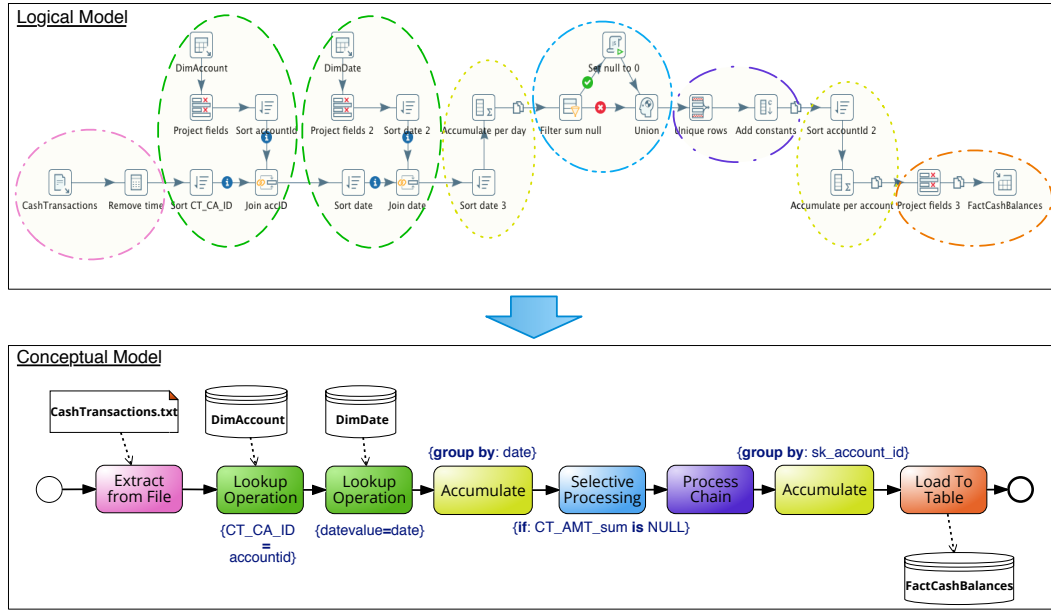 Logical Model
DimAccount
DimDate
Set null to 0
Project fields
Sort accountId
Project fields 2
Sort date 2
Accumulate per day
Filter sum null
Union
Unique rows
Add constants
Sort accountId 2
CashTransactions
Remove time
Sort CT_CA_ID
Join accID
Sort date
Join date
Sort date 3
Accumulate per account
Project fields 3
FactCashBalances
Conceptual Model
CashTransactions.txt
DimAccount
DimDate
{group by: date}
{group by: sk_account_id}
Extract
from File
Lookup
Operation
Lookup
Operation
Accumulate
Selective
Processing
Process
Chain
Accumulate
Load To
Table
{CT_CA_ID
=
accountid}
{datevalue=date}
{if: CT_AMT_sum is NULL}
FactCashBalances